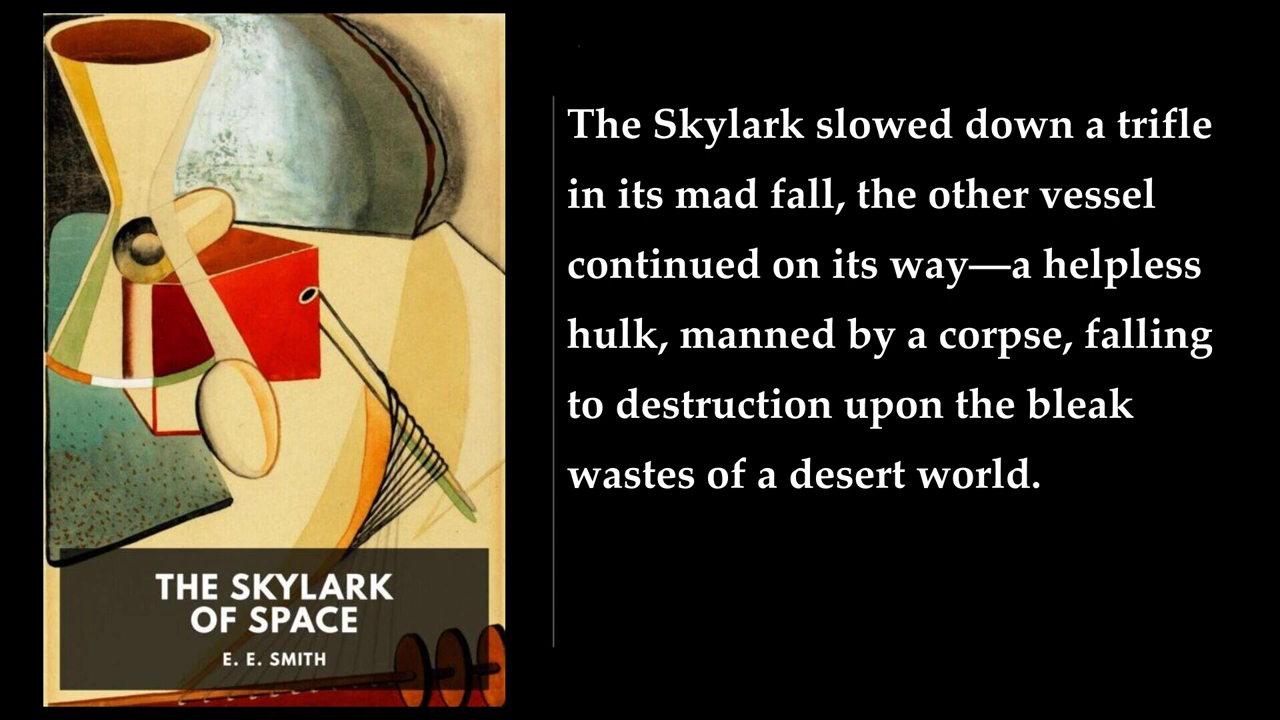 THE SKYLARK
OF SPACE
E. E. SMITH
The Skylark slowed down a trifle
in its mad fall, the other vessel
continued on its way—a helpless
hulk, manned by a corpse, falling
to destruction upon the bleak
wastes of a desert world.